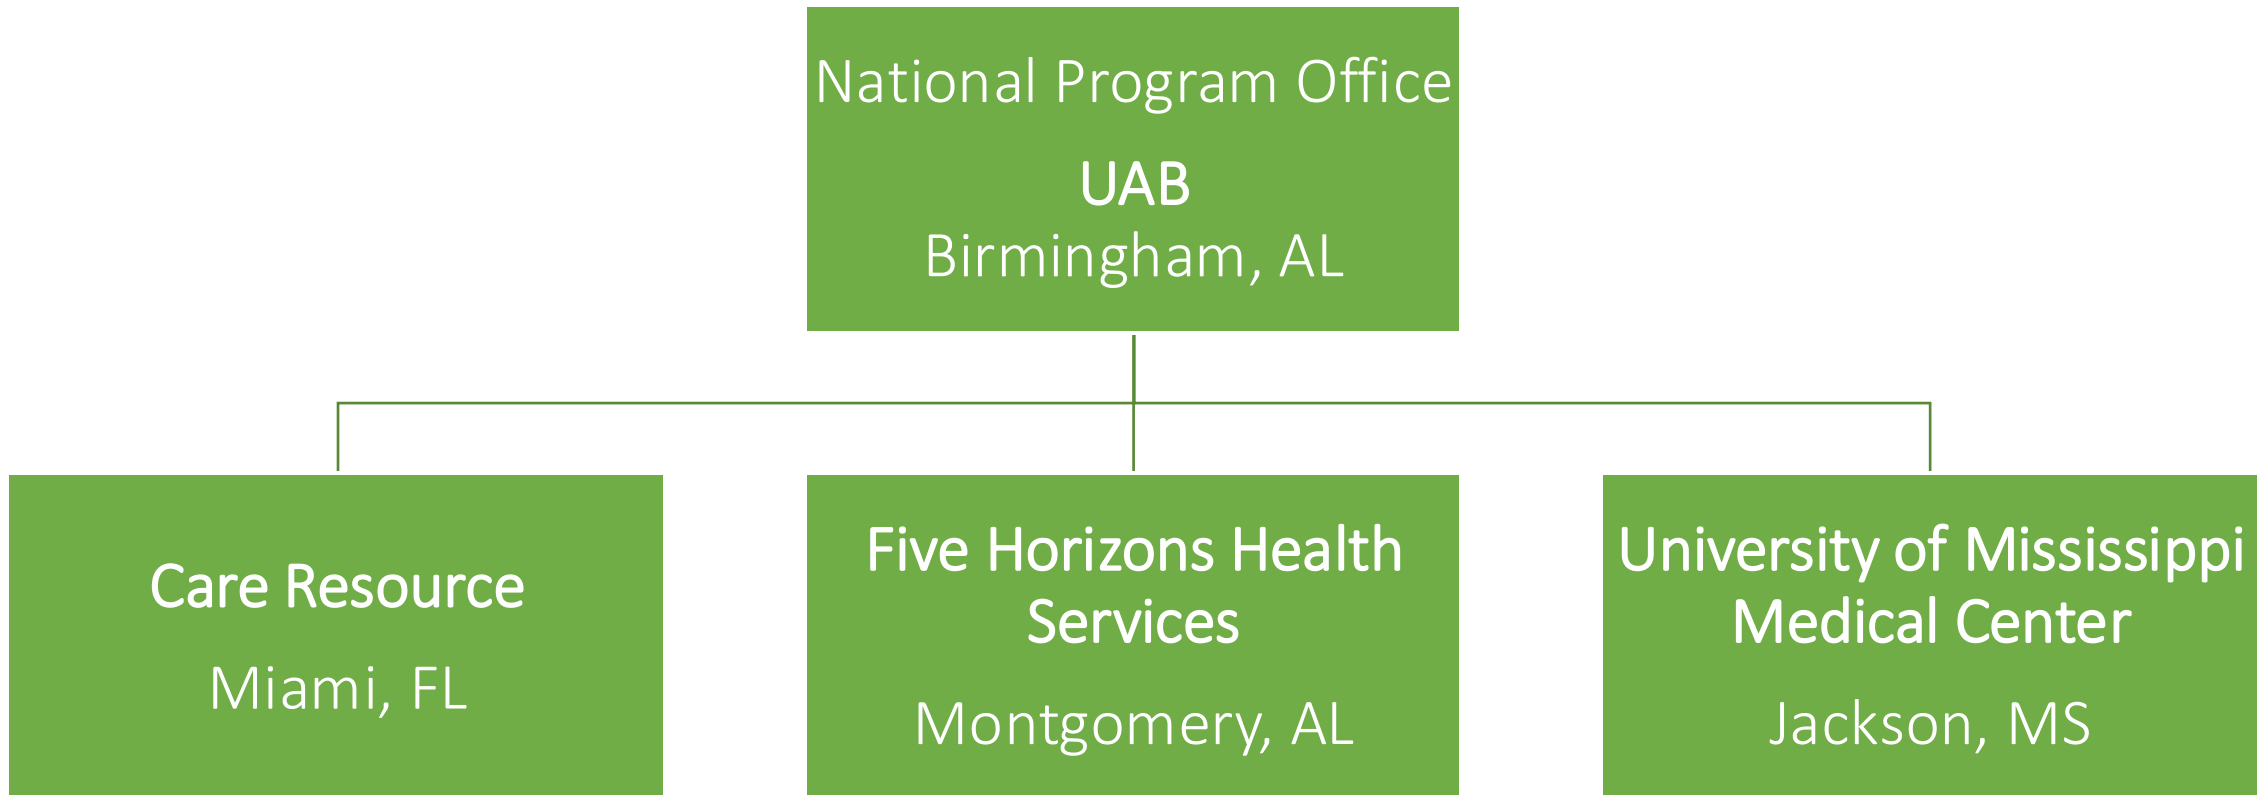 National Program Office
UAB
Birmingham, AL
Care Resource
Miami, FL
Five Horizons Health
Services
Montgomery, AL
University of Mississippi
Medical Center
Jackson, MS